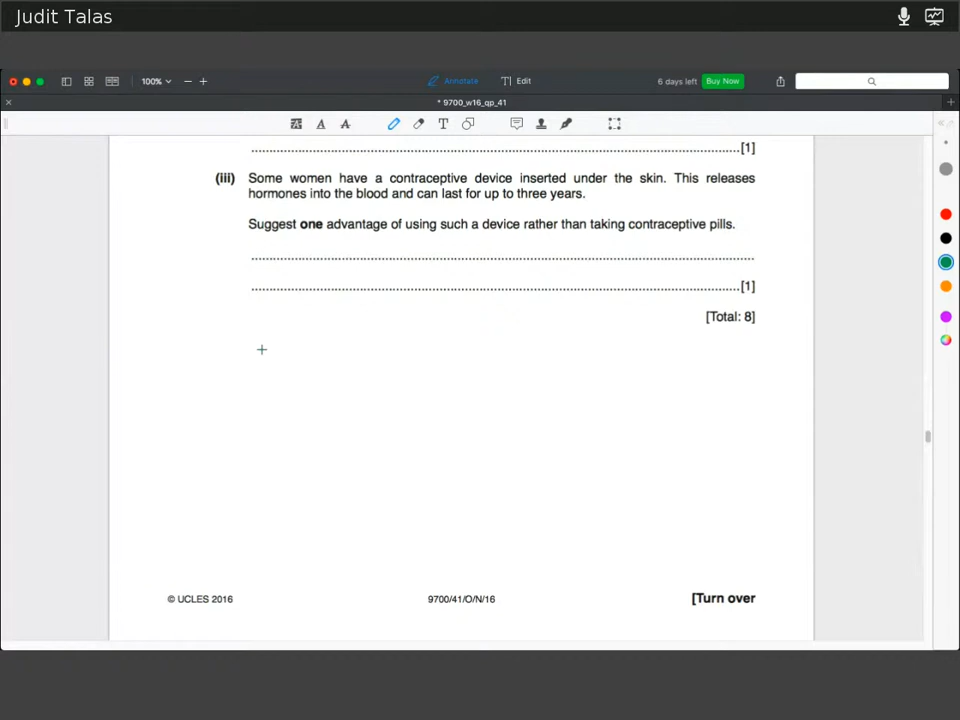 Judit Talas
100%
Annotate
T Edit
6 days left
Buy Now
* 9700_w16_qp_41
A A T
..........[1]
(iii) Some women have a contraceptive device inserted under the skin. This releases
hormones into the blood and can last for up to three years.
Suggest one advantage of using such a device rather than taking contraceptive pills.
..........
..........[1]
[Total: 8]
© UCLES 2016
9700/41/O/N/16
[Turn over